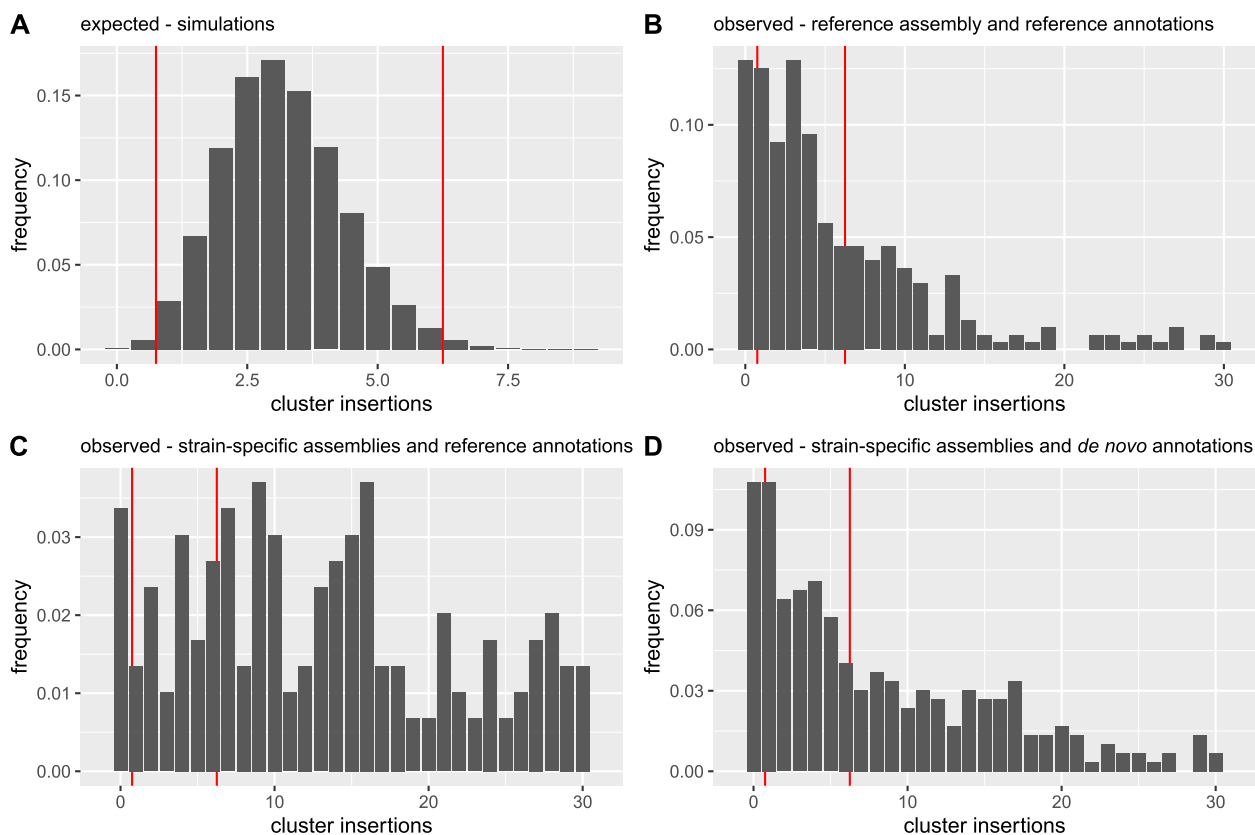 A expected - simulations
frequency
0.15
0.10
0.05
0.00
0.0 2.5 5.0 7.5
cluster insertions
B observed - reference assembly and reference annotations
frequency
0.10
0.05
0.00
0 10 20 30
cluster insertions
C observed - strain-specific assemblies and reference annotations
frequency
0.03
0.02
0.01
0.00
0 10 20 30
cluster insertions
D observed - strain-specific assemblies and de novo annotations
frequency
0.09
0.06
0.03
0.00
0 10 20 30
cluster insertions